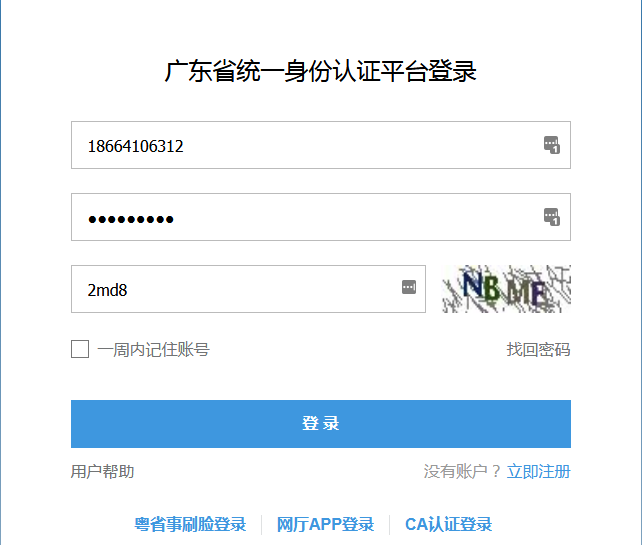 广东省统一身份认证平台登录
18664106312
●●●●●●●●●
2md8 NBMF
一周内记住账号 找回密码
登 录
用户帮助 没有账户？立即注册
粤省事刷脸登录 网厅APP登录 CA认证登录